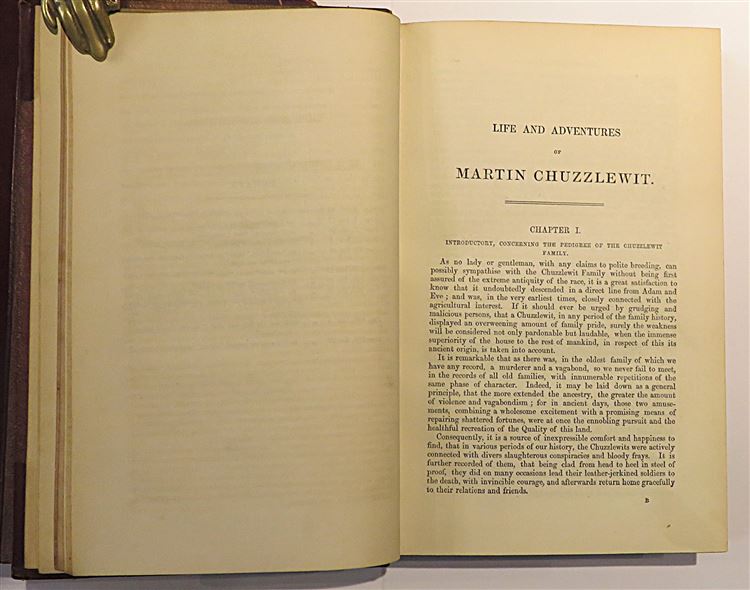 LIFE AND ADVENTURES
OF
MARTIN CHUZZLEWIT.
CHAPTER I.
INTRODUCTORY, CONCERNING THE PEDIGREE OF THE CHUZZLEWIT
FAMILY.
As no lady or gentleman, with any claims to polite breeding, can
possibly sympathise with the Chuzzlewit Family without being first
assured of the extreme antiquity of the race, it is a great satisfaction to
know that it undoubtedly descended in a direct line from Adam and
Eve; and was, in the very earliest times, closely connected with the
agricultural interest. If it should ever be urged by grudging and
malicious persons, that a Chuzzlewit, in any period of the family history,
displayed an overweening amount of family pride, surely the weakness
will be considered not only pardonable but laudable, when the immense
superiority of the house to the rest of mankind, in respect of this its
ancient origin, is taken into account.
It is remarkable that as there was, in the oldest family of which we
have any record, a murderer and a vagabond, so we never fail to meet,
in the records of all old families, with innumerable repetitions of the
same phase of character. Indeed, it may be laid down as a general
principle, that the more extended the ancestry, the greater the amount
of violence and vagabondism; for in ancient days, those two amuse-
ments, combining a wholesome excitement with a promising means of
repairing shattered fortunes, were at once the ennobling pursuit and the
healthful recreation of the Quality of this land.
Consequently, it is a source of inexpressible comfort and happiness to
find, that in various periods of our history, the Chuzzlewits were actively
connected with divers slaughterous conspiracies and bloody frays. It is
further recorded of them, that being clad from head to heel in steel of
proof, they did on many occasions lead their leather-jerkined soldiers to
the death, with invincible courage, and afterwards return home gracefully
to their relations and friends.
B